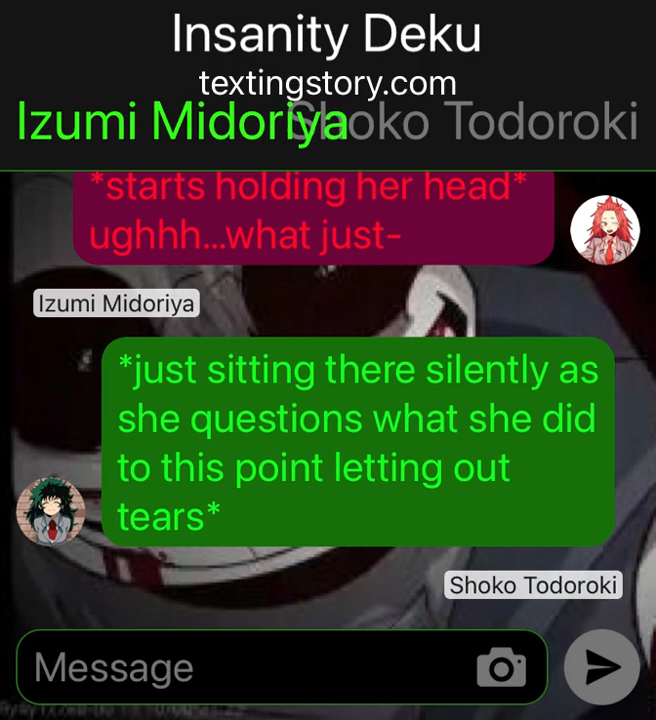 Insanity Deku
textingstory.com
Izumi Midoriya Shoko Todoroki
*starts holding her head*
ughhh...what just-
Izumi Midoriya
*just sitting there silently as
she questions what she did
to this point letting out
tears*
Shoko Todoroki
Message